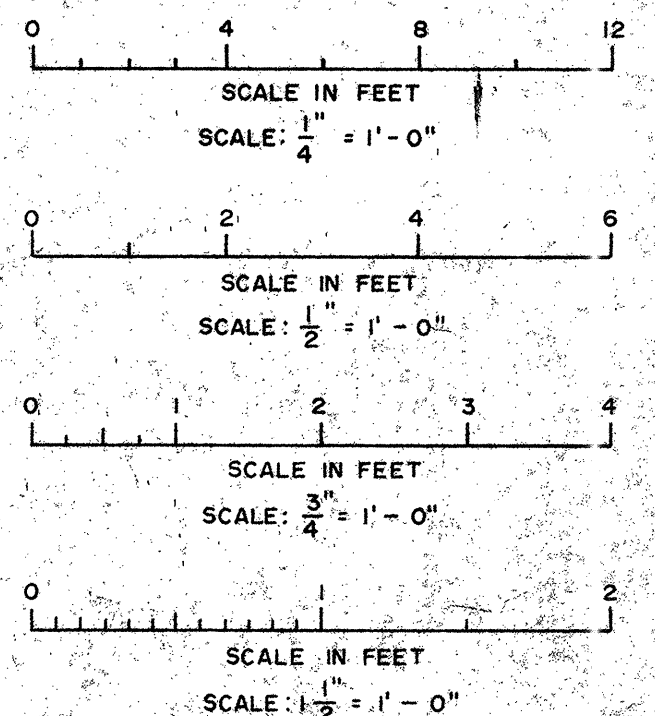 0 4 8 12
SCALE IN FEET
SCALE: 1/4" = 1'-0"
0 2 4 6
SCALE IN FEET
SCALE: 1/2" = 1'-0"
0 1 2 3 4
SCALE IN FEET
SCALE: 3/4" = 1'-0"
0 1 2
SCALE IN FEET
SCALE: 1 1/2" = 1'-0"